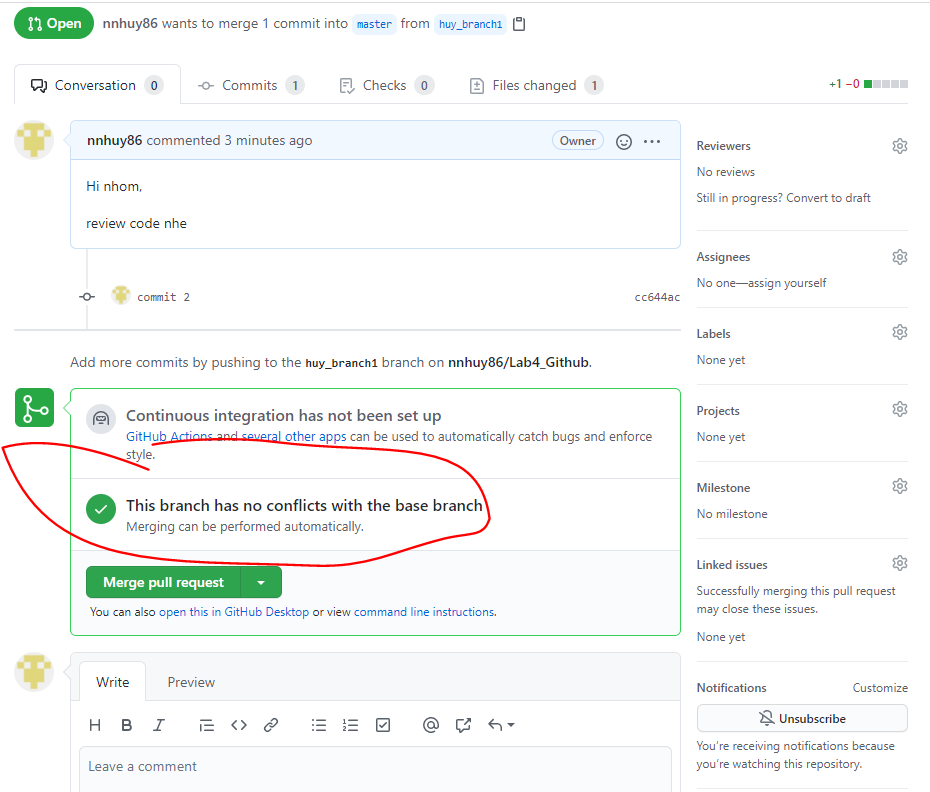 Open nnhuy86 wants to merge 1 commit into master from huy_branch1
Conversation 0 Commits 1 Checks 0 Files changed 1 +1 −0
nnhuy86 commented 3 minutes ago Owner
Hi nhom,
review code nhe
commit 2 cc644ac
Add more commits by pushing to the huy_branch1 branch on nnhuy86/Lab4_Github.
Continuous integration has not been set up
GitHub Actions and several other apps can be used to automatically catch bugs and enforce
style.
This branch has no conflicts with the base branch
Merging can be performed automatically.
Merge pull request
You can also open this in GitHub Desktop or view command line instructions.
Write Preview
H B I
Leave a comment
Reviewers
No reviews
Still in progress? Convert to draft
Assignees
No one—assign yourself
Labels
None yet
Projects
None yet
Milestone
No milestone
Linked issues
Successfully merging this pull request
may close these issues.
None yet
Notifications Customize
Unsubscribe
You're receiving notifications because
you're watching this repository.